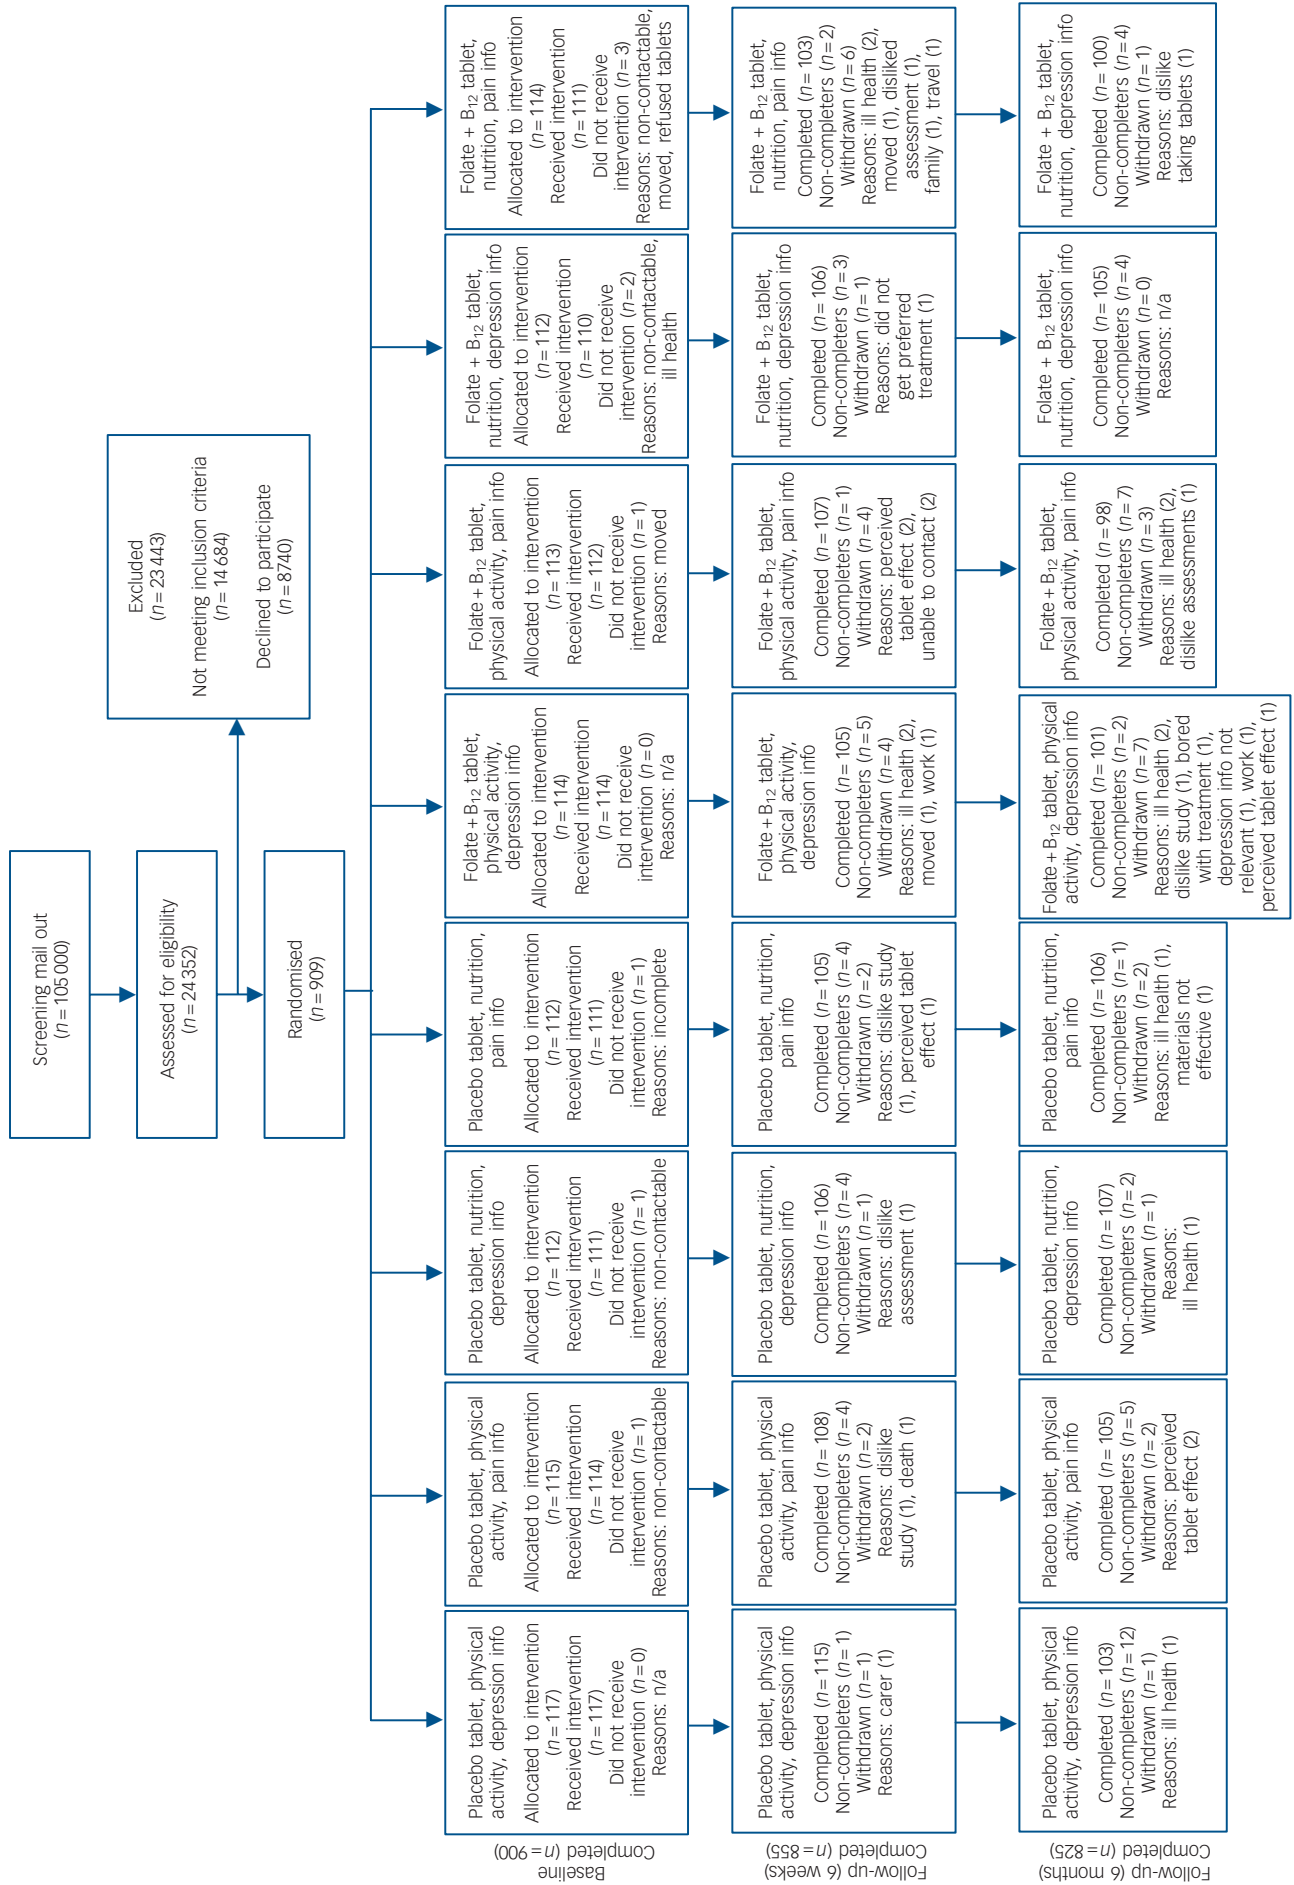 Screening mail out
(n = 105 000)
Assessed for eligibility
(n = 24 352)
Excluded
(n = 23 443)
Not meeting inclusion criteria
(n = 14 684)
Declined to participate
(n = 8740)
Randomised
(n = 909)
Baseline
Completed (n = 900)
Placebo tablet, physical
activity, depression info
Allocated to intervention
(n = 117)
Received intervention
(n = 117)
Did not receive
intervention (n = 0)
Reasons: n/a
Placebo tablet, physical
activity, pain info
Allocated to intervention
(n = 115)
Received intervention
(n = 114)
Did not receive
intervention (n = 1)
Reasons: non-contactable
Placebo tablet, nutrition,
depression info
Allocated to intervention
(n = 112)
Received intervention
(n = 111)
Did not receive
intervention (n = 1)
Reasons: non-contactable
Placebo tablet, nutrition,
pain info
Allocated to intervention
(n = 112)
Received intervention
(n = 111)
Did not receive
intervention (n = 1)
Reasons: incomplete
Folate + B12 tablet,
physical activity,
depression info
Allocated to intervention
(n = 114)
Received intervention
(n = 114)
Did not receive
intervention (n = 0)
Reasons: n/a
Folate + B12 tablet,
physical activity, pain info
Allocated to intervention
(n = 113)
Received intervention
(n = 112)
Did not receive
intervention (n = 1)
Reasons: moved
Folate + B12 tablet,
nutrition, depression info
Allocated to intervention
(n = 112)
Received intervention
(n = 110)
Did not receive
intervention (n = 2)
Reasons: non-contactable,
ill health
Folate + B12 tablet,
nutrition, pain info
Allocated to intervention
(n = 114)
Received intervention
(n = 111)
Did not receive
intervention (n = 3)
Reasons: non-contactable,
moved, refused tablets
Follow-up (6 weeks)
Completed (n = 855)
Placebo tablet, physical
activity, depression info
Completed (n = 115)
Non-completers (n = 1)
Withdrawn (n = 1)
Reasons: carer (1)
Placebo tablet, physical
activity, pain info
Completed (n = 108)
Non-completers (n = 4)
Withdrawn (n = 2)
Reasons: dislike
study (1), death (1)
Placebo tablet, nutrition,
depression info
Completed (n = 106)
Non-completers (n = 4)
Withdrawn (n = 1)
Reasons: dislike
assessment (1)
Placebo tablet, nutrition,
pain info
Completed (n = 105)
Non-completers (n = 4)
Withdrawn (n = 2)
Reasons: dislike study
(1), perceived tablet
effect (1)
Folate + B12 tablet,
physical activity,
depression info
Completed (n = 105)
Non-completers (n = 5)
Withdrawn (n = 4)
Reasons: ill health (2),
moved (1), work (1)
Folate + B12 tablet,
physical activity, pain info
Completed (n = 107)
Non-completers (n = 1)
Withdrawn (n = 4)
Reasons: perceived
tablet effect (2),
unable to contact (2)
Folate + B12 tablet,
nutrition, depression info
Completed (n = 106)
Non-completers (n = 3)
Withdrawn (n = 1)
Reasons: did not
get preferred
treatment (1)
Folate + B12 tablet,
nutrition, pain info
Completed (n = 103)
Non-completers (n = 2)
Withdrawn (n = 6)
Reasons: ill health (2),
moved (1), disliked
assessment (1),
family (1), travel (1)
Follow-up (6 months)
Completed (n = 825)
Placebo tablet, physical
activity, depression info
Completed (n = 103)
Non-completers (n = 12)
Withdrawn (n = 1)
Reasons: ill health (1)
Placebo tablet, physical
activity, pain info
Completed (n = 105)
Non-completers (n = 5)
Withdrawn (n = 2)
Reasons: perceived
tablet effect (2)
Placebo tablet, nutrition,
depression info
Completed (n = 107)
Non-completers (n = 2)
Withdrawn (n = 1)
Reasons:
ill health (1)
Placebo tablet, nutrition,
pain info
Completed (n = 106)
Non-completers (n = 1)
Withdrawn (n = 2)
Reasons: ill health (1),
materials not
effective (1)
Folate + B12 tablet, physical
activity, depression info
Completed (n = 101)
Non-completers (n = 2)
Withdrawn (n = 7)
Reasons: ill health (2),
dislike study (1), bored
with treatment (1),
depression info not
relevant (1), work (1),
perceived tablet effect (1)
Folate + B12 tablet,
physical activity, pain info
Completed (n = 98)
Non-completers (n = 7)
Withdrawn (n = 3)
Reasons: ill health (2),
dislike assessments (1)
Folate + B12 tablet,
nutrition, depression info
Completed (n = 105)
Non-completers (n = 4)
Withdrawn (n = 0)
Reasons: n/a
Folate + B12 tablet,
nutrition, depression info
Completed (n = 100)
Non-completers (n = 4)
Withdrawn (n = 1)
Reasons: dislike
taking tablets (1)